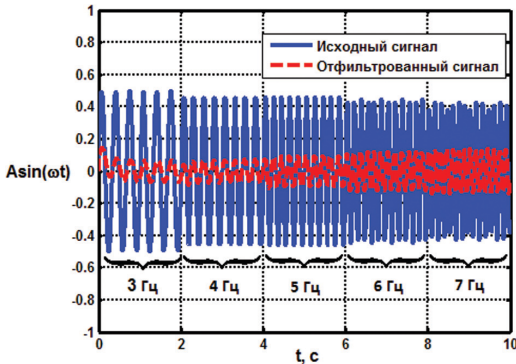 1
0.8
0.6
0.4
0.2
0
-0.2
-0.4
-0.6
-0.8
-1
Asin(ωt)
Исходный сигнал
Отфильтрованный сигнал
3 Гц 4 Гц 5 Гц 6 Гц 7 Гц
0 2 4 6 8 10
t, с